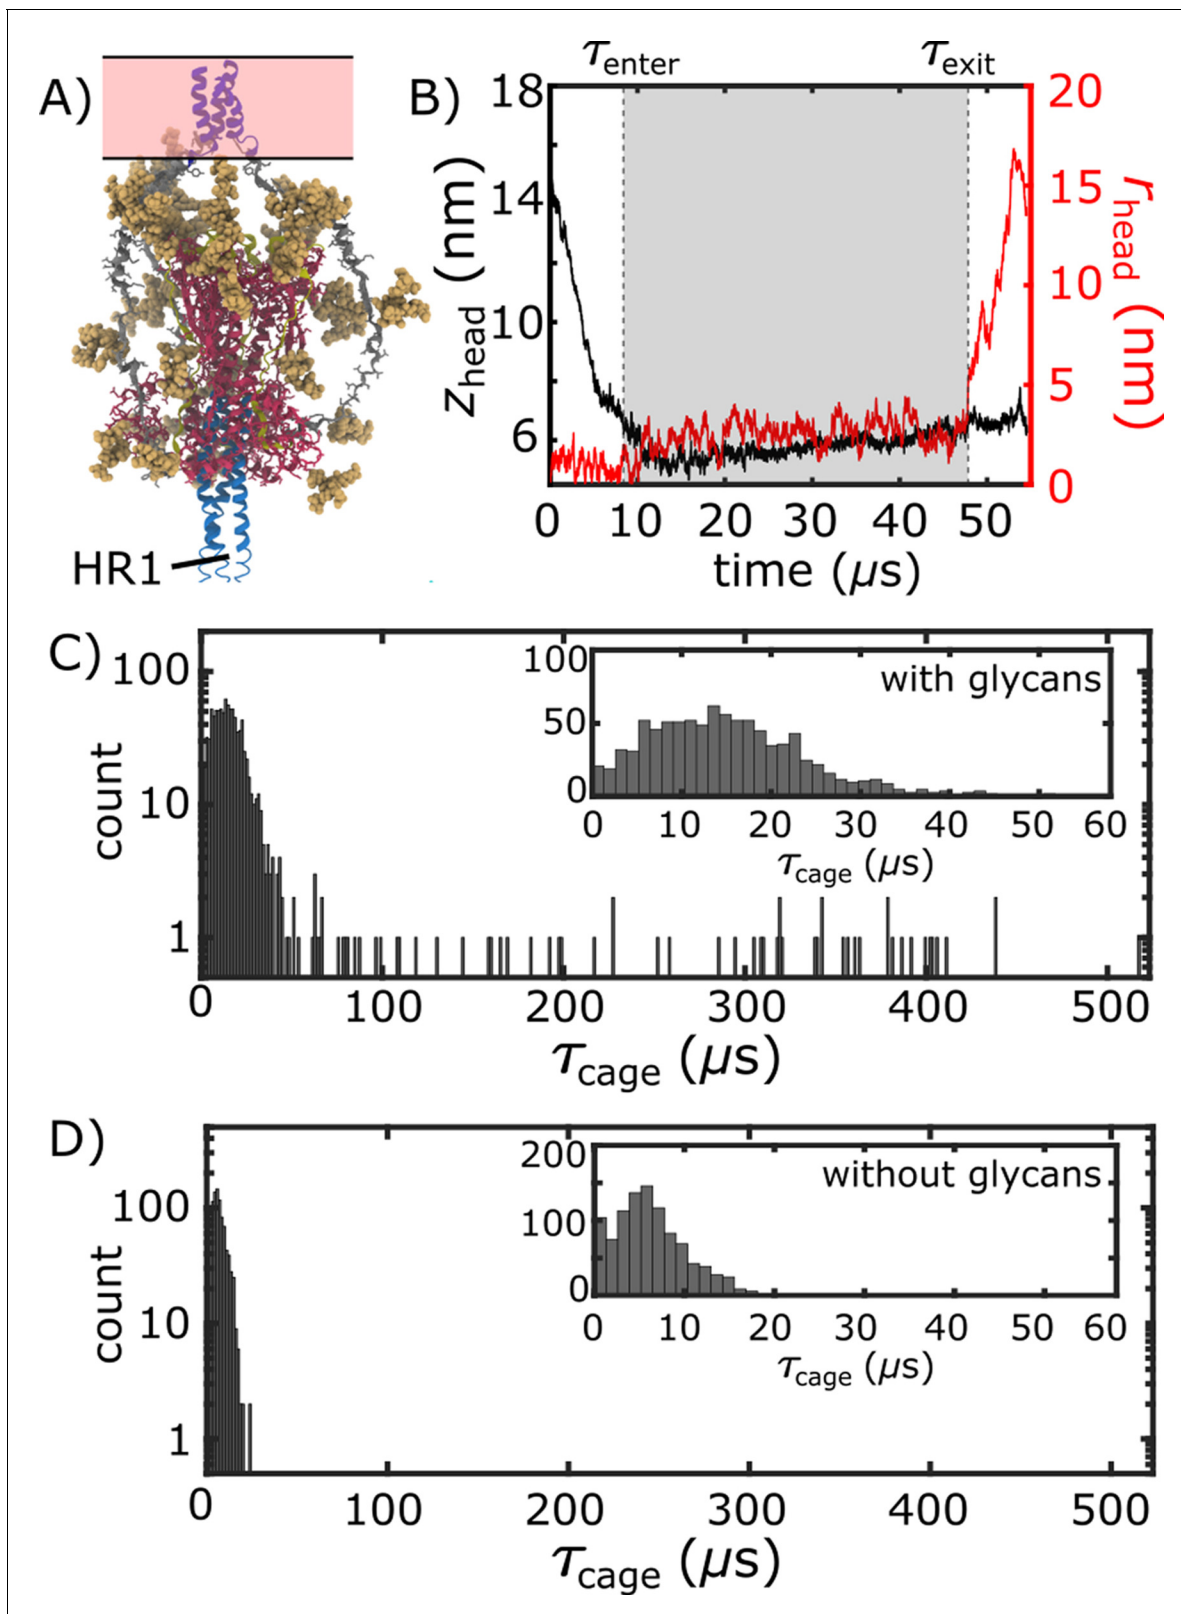 A)
HR1
B)
τenter
τexit
18
14
10
6
zhead (nm)
20
15
10
5
0
rhead (nm)
0 10 20 30 40 50
time (μs)
C)
100
10
1
count
0 100 200 300 400 500
τcage (μs)
with glycans
100
50
0
0 10 20 30 40 50 60
τcage (μs)
D)
100
10
1
count
0 100 200 300 400 500
τcage (μs)
without glycans
200
100
0
0 10 20 30 40 50 60
τcage (μs)